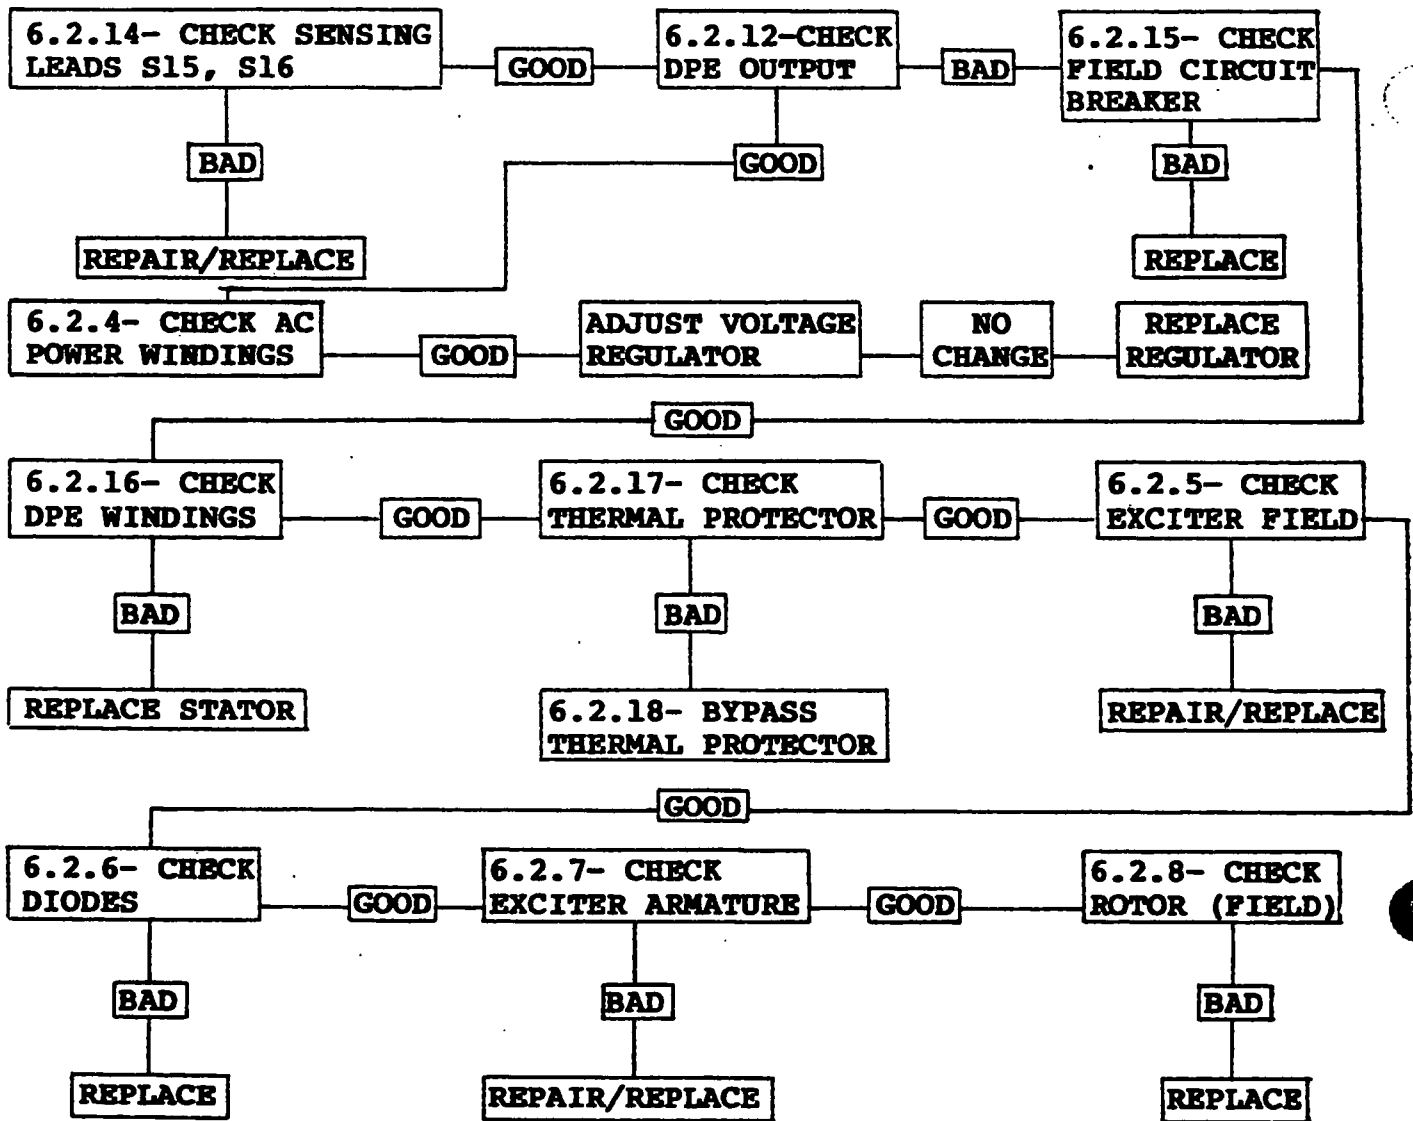 6.2.14- CHECK SENSING
LEADS S15, S16
GOOD
6.2.12-CHECK
DPE OUTPUT
BAD
6.2.15- CHECK
FIELD CIRCUIT
BREAKER
BAD
GOOD
BAD
REPAIR/REPLACE
REPLACE
6.2.4- CHECK AC
POWER WINDINGS
GOOD
ADJUST VOLTAGE
REGULATOR
NO
CHANGE
REPLACE
REGULATOR
GOOD
6.2.16- CHECK
DPE WINDINGS
GOOD
6.2.17- CHECK
THERMAL PROTECTOR
GOOD
6.2.5- CHECK
EXCITER FIELD
BAD
BAD
BAD
REPLACE STATOR
6.2.18- BYPASS
THERMAL PROTECTOR
REPAIR/REPLACE
GOOD
6.2.6- CHECK
DIODES
GOOD
6.2.7- CHECK
EXCITER ARMATURE
GOOD
6.2.8- CHECK
ROTOR (FIELD)
BAD
BAD
BAD
REPLACE
REPAIR/REPLACE
REPLACE